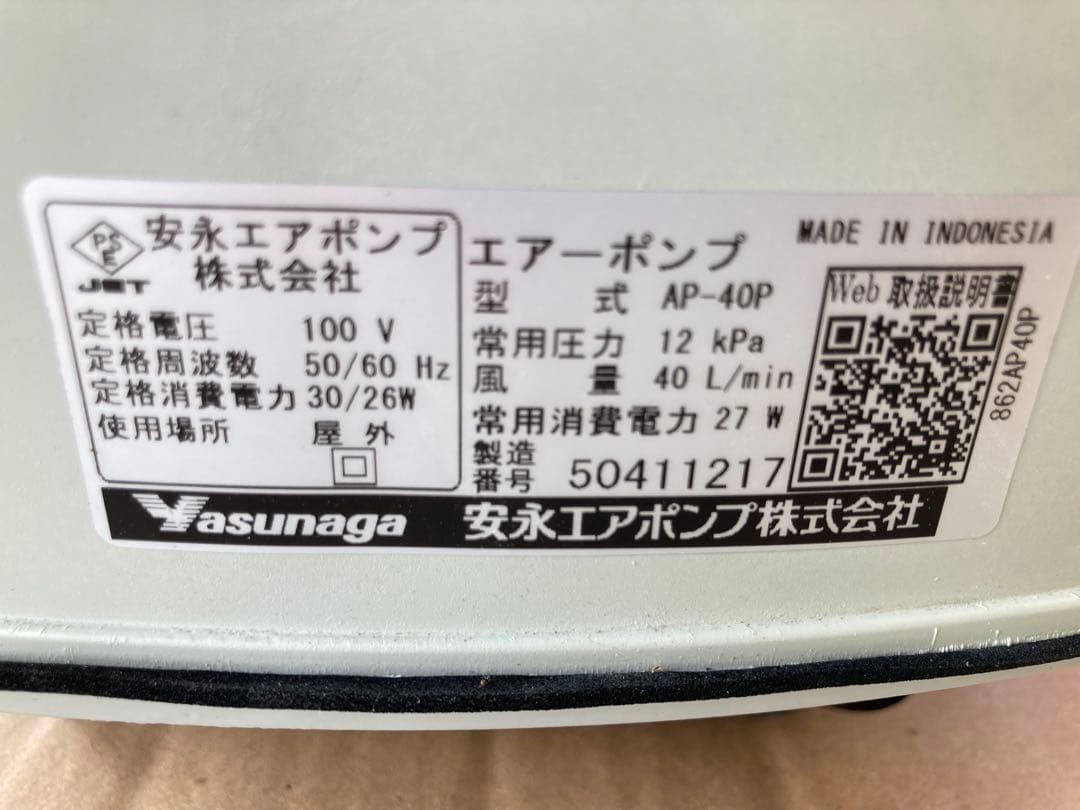 PSE
JET
安永エアポンプ
株式会社
定格電圧 100 V
定格周波数 50/60 Hz
定格消費電力 30/26W
使用場所 屋外
エアーポンプ
型式 AP-40P
常用圧力 12 kPa
風量 40 L/min
常用消費電力 27 W
製造
番号 50411217
MADE IN INDONESIA
Web 取扱説明書
862AP40P
Yasunaga 安永エアポンプ株式会社